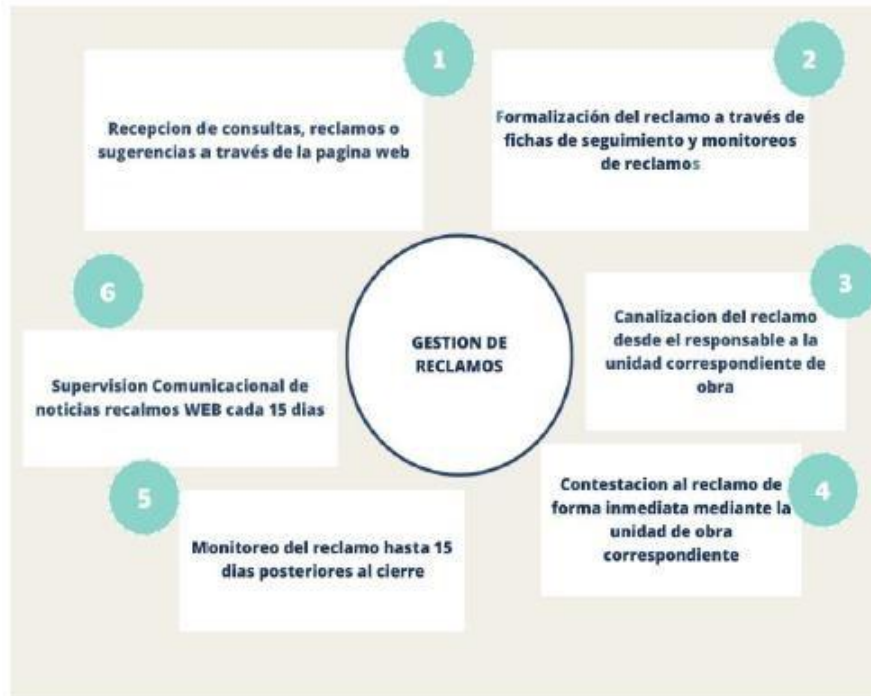 1
Recepcion de consultas, reclamos o
sugerencias a través de la pagina web
2
Formalización del reclamo a través de
fichas de seguimiento y monitoreos
de reclamos
3
Canalizacion del reclamo
desde el responsable a la
unidad correspondiente de
obra
4
Contestacion al reclamo de
forma inmediata mediante la
unidad de obra
correspondiente
5
Monitoreo del reclamo hasta 15
dias posteriores al cierre
6
Supervision Comunicacional de
noticias recalmos WEB cada 15 dias
GESTION DE
RECLAMOS